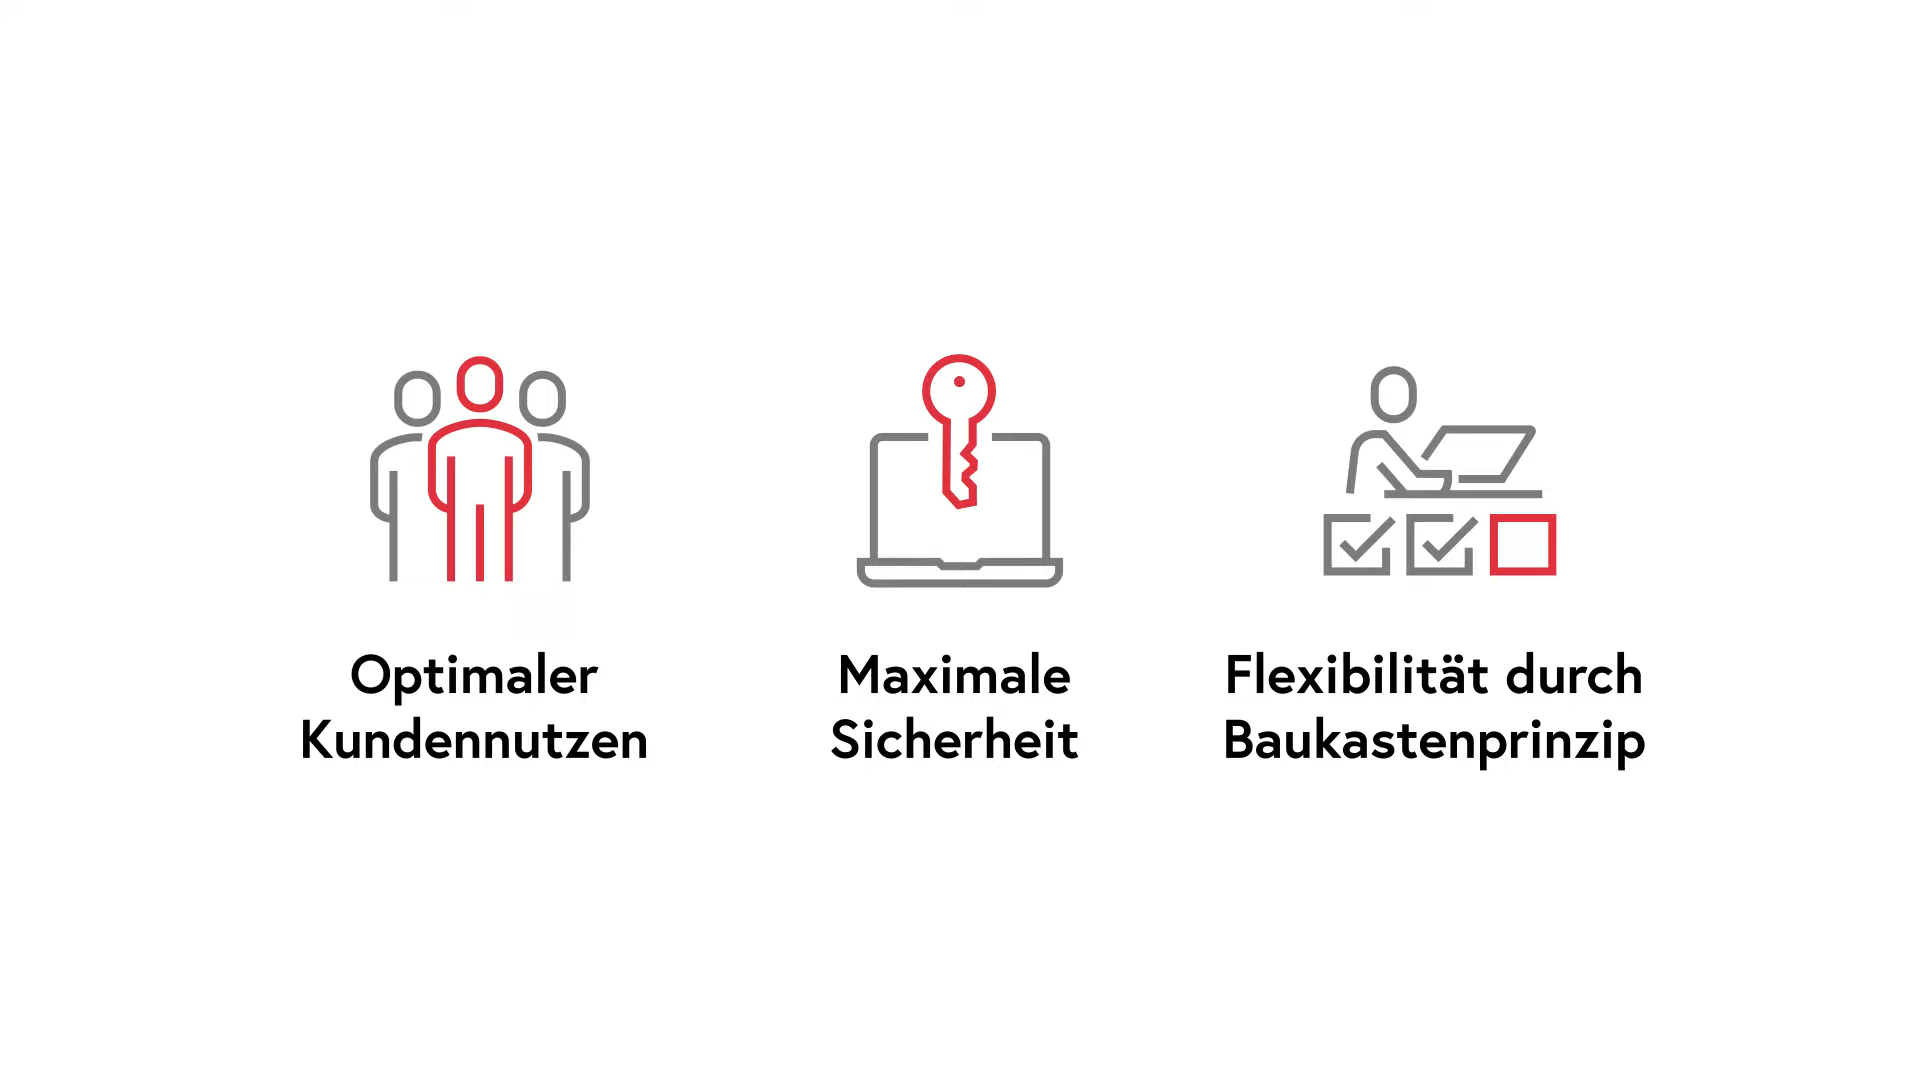 Optimaler
Kundennutzen
Maximale
Sicherheit
Flexibilität durch
Baukastenprinzip